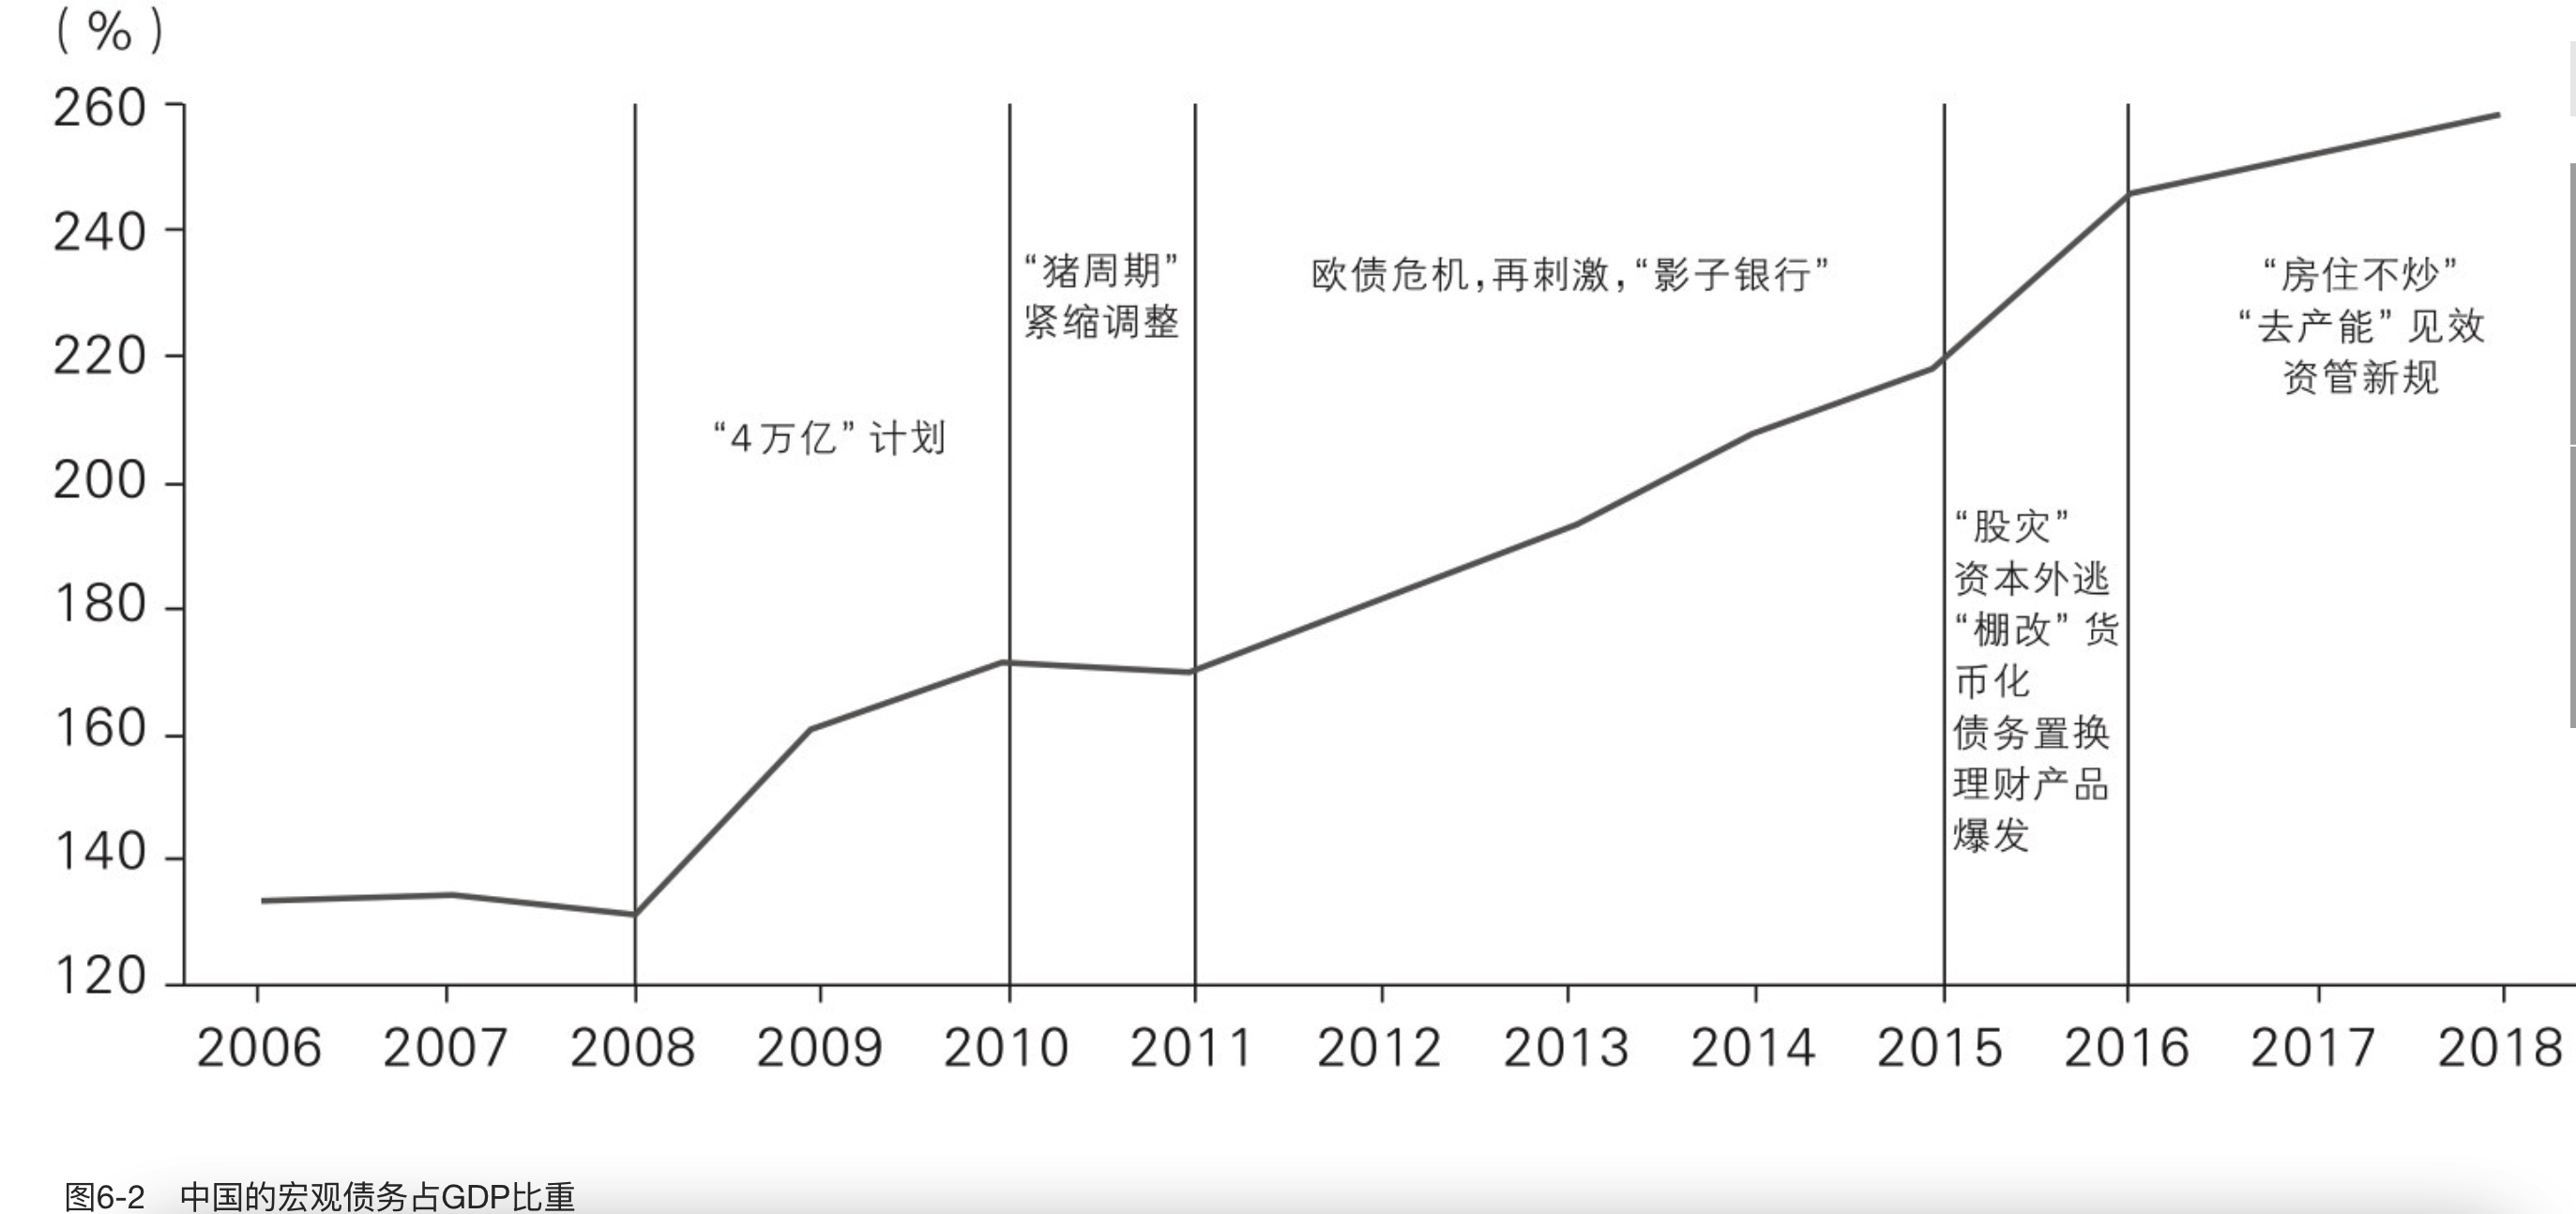 (%)
260
240
220
200
180
160
140
120
“4万亿”计划
“猪周期”
紧缩调整
欧债危机,再刺激,“影子银行”
“股灾”
资本外逃
“棚改”货
币化
债务置换
理财产品
爆发
“房住不炒”
“去产能”见效
资管新规
2006 2007 2008 2009 2010 2011 2012 2013 2014 2015 2016 2017 2018
图6-2 中国的宏观债务占GDP比重